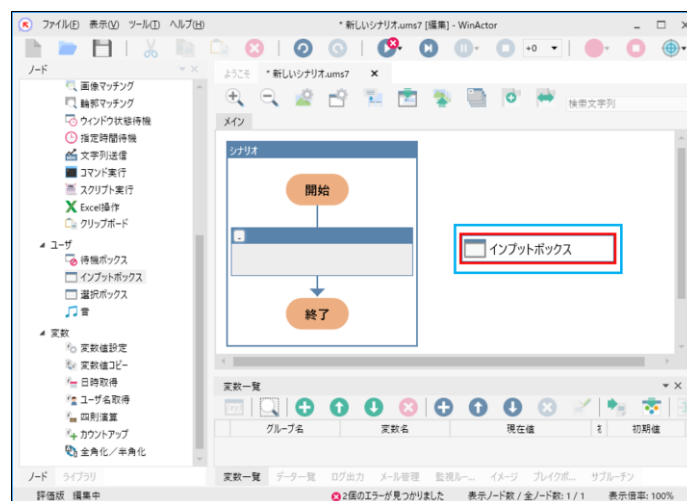 * 新しいシナリオ.ums7 [編集] - WinActor
ファイル(F) 表示(V) ツール(T) ヘルプ(H)
+0
ノード
画像マッチング
輪郭マッチング
ウィンドウ状態待機
指定時間待機
文字列送信
コマンド実行
スクリプト実行
Excel操作
クリップボード
ユーザ
待機ボックス
インプットボックス
選択ボックス
音
変数
変数値設定
変数値コピー
日時取得
ユーザ名取得
四則演算
カウントアップ
全角化／半角化
ノード ライブラリ
ようこそ * 新しいシナリオ.ums7
検索文字列
メイン
シナリオ
開始
終了
インプットボックス
変数一覧
グループ名 変数名 現在値 初期値
変数一覧 データ一覧 ログ出力 メール管理 監視ルー... イメージ ブレイクポ... サブルーチン
評価版 編集中 2個のエラーが見つかりました 表示ノード数 / 全ノード数: 1 / 1 表示倍率: 100%